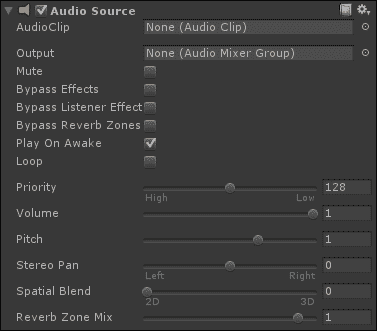 Audio Source
AudioClip None (Audio Clip)
Output None (Audio Mixer Group)
Mute
Bypass Effects
Bypass Listener Effect
Bypass Reverb Zones
Play On Awake
Loop
Priority 128
High Low
Volume 1
Pitch 1
Stereo Pan 0
Left Right
Spatial Blend 0
2D 3D
Reverb Zone Mix 1